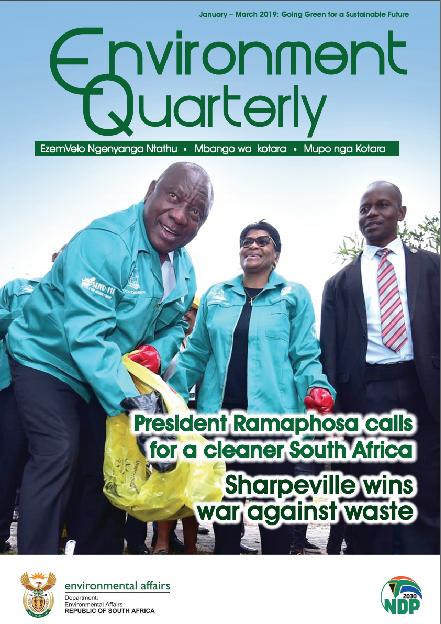 January – March 2019: Going Green for a Sustainable Future
Environment
Quarterly
EzemVelo Ngenyanga Ntathu • Mbango wa kotara • Mupo nga Kotara
President Ramaphosa calls
for a cleaner South Africa
Sharpeville wins
war against waste
environmental affairs
Department:
Environmental Affairs
REPUBLIC OF SOUTH AFRICA
2030
NDP